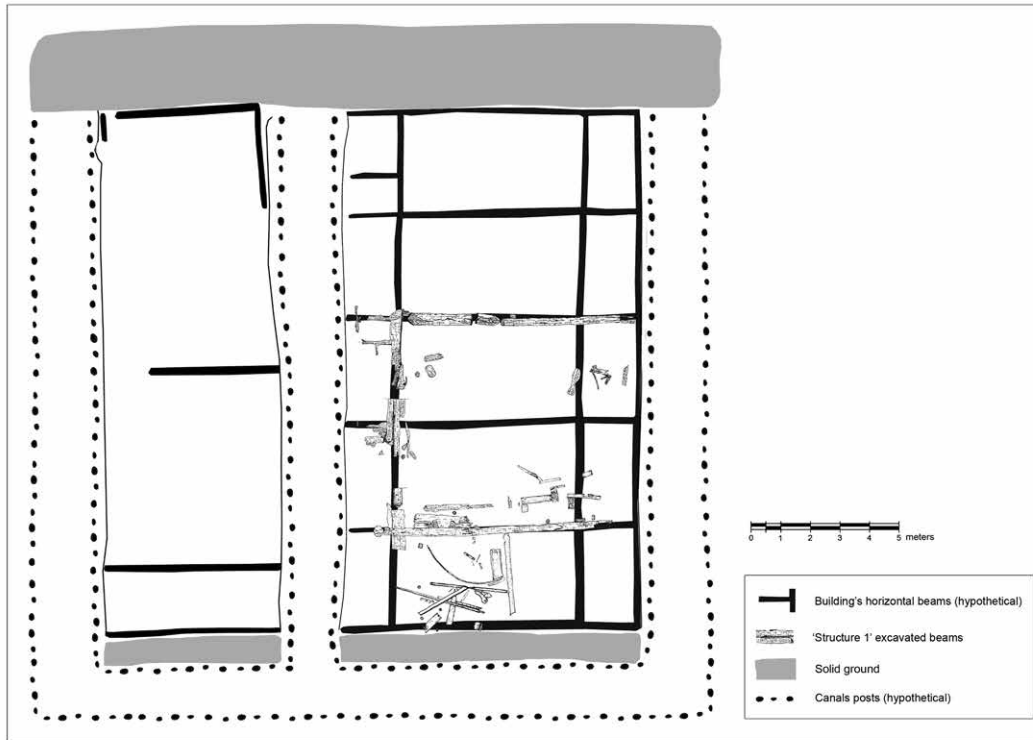 0 1 2 3 4 5 meters
Building's horizontal beams (hypothetical)
'Structure 1' excavated beams
Solid ground
Canals posts (hypothetical)